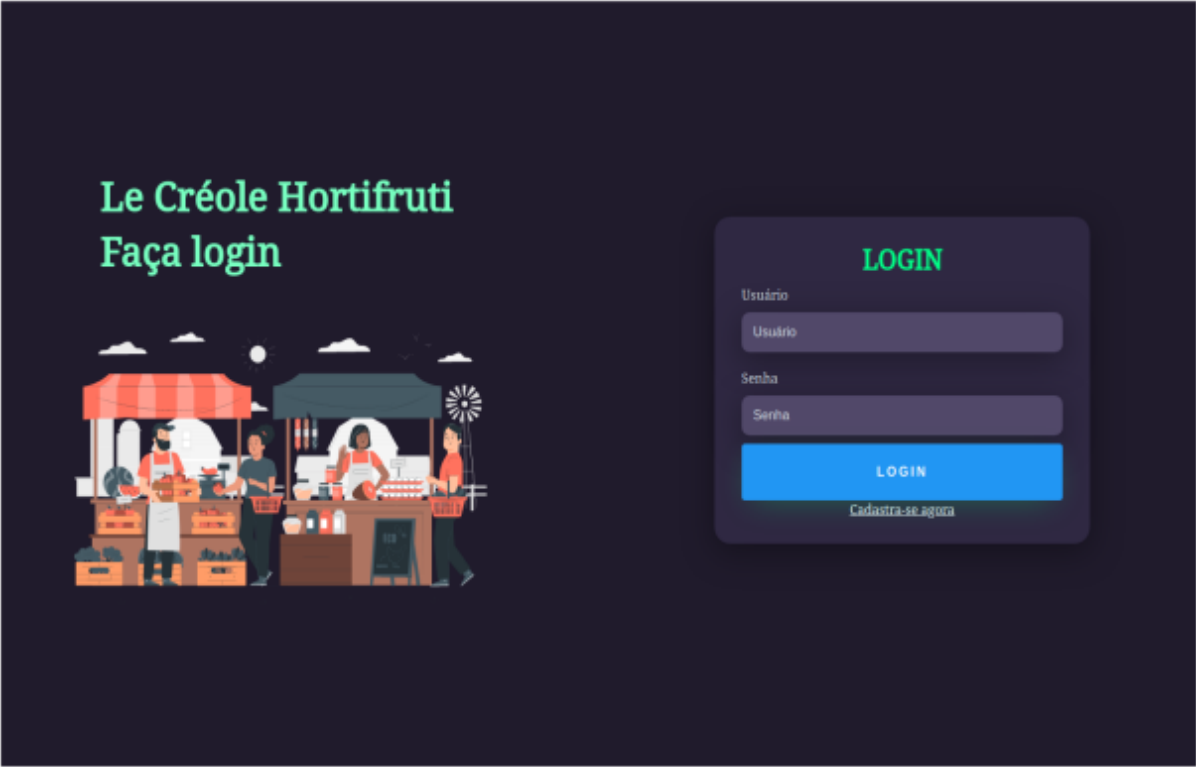 Le Créole Hortifruti
Faça login
LOGIN
Usuário
Usuário
Senha
Senha
LOGIN
Cadastra-se agora